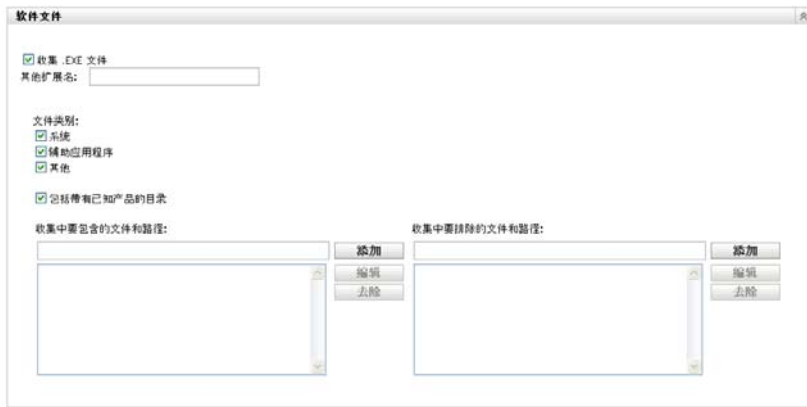 软件文件
收集 .EXE 文件
其他扩展名:
文件类别:
系统
辅助应用程序
其他
包括带有已知产品的目录
收集中要包含的文件和路径:
收集中要排除的文件和路径:
添加
添加
编辑
编辑
去除
去除